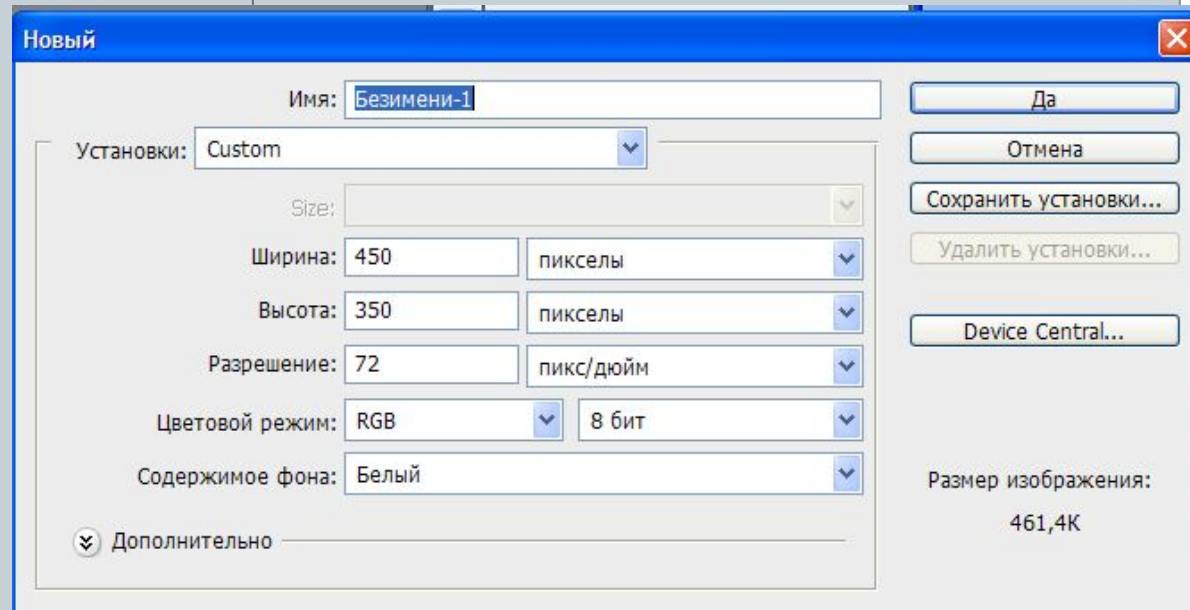 Новый
Имя: Безимени-1
Да
Установки: Custom
Отмена
Size:
Сохранить установки...
Ширина: 450 пикселы
Удалить установки...
Высота: 350 пикселы
Device Central...
Разрешение: 72 пикс/дюйм
Цветовой режим: RGB 8 бит
Содержимое фона: Белый
Размер изображения:
461,4К
Дополнительно